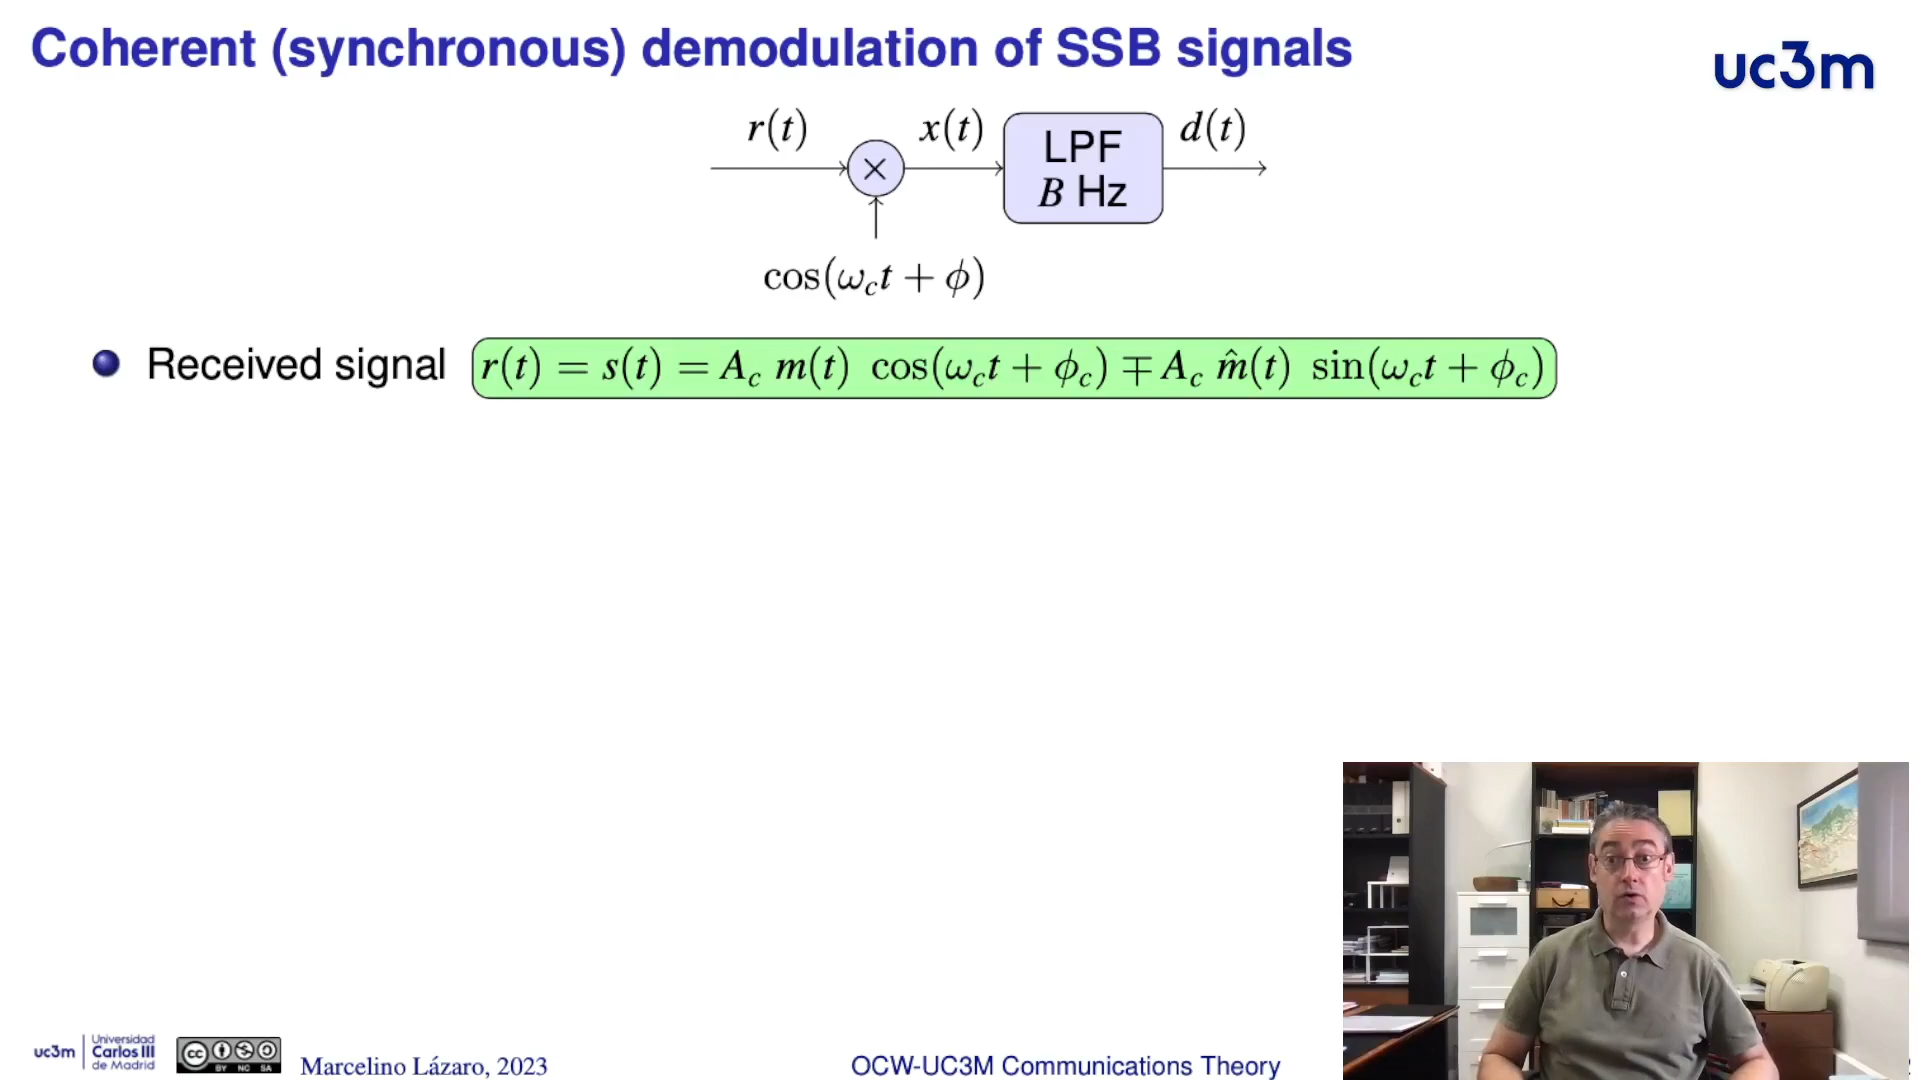 Coherent (synchronous) demodulation of SSB signals
uc3m
r(t) × x(t) LPF B Hz d(t)
cos(ω_c t + ϕ)
Received signal r(t) = s(t) = A_c m(t) cos(ω_c t + ϕ_c) ∓ A_c m̂(t) sin(ω_c t + ϕ_c)
uc3m Universidad Carlos III de Madrid
cc BY NC SA
Marcelino Lázaro, 2023
OCW-UC3M Communications Theory